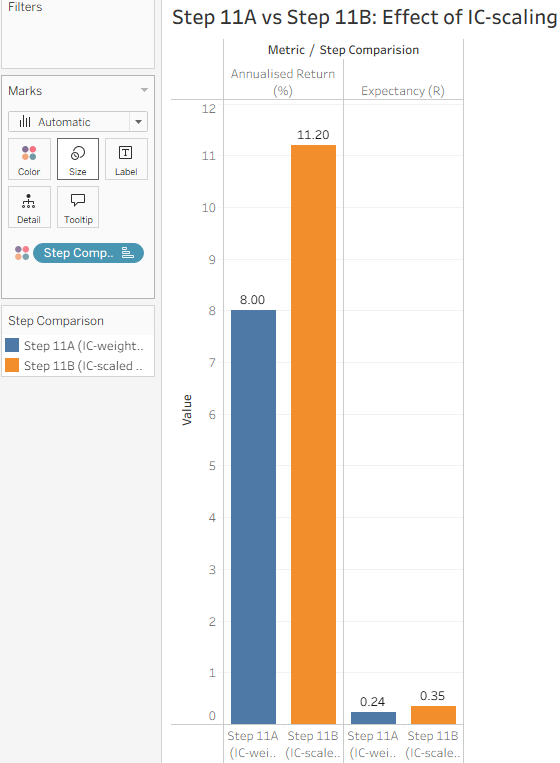 Filters
Marks
Automatic
Color
Size
Label
T
Detail
Tooltip
Step Comp..
Step Comparison
Step 11A (IC-weight..
Step 11B (IC-scaled ..
Step 11A vs Step 11B: Effect of IC-scaling
Metric / Step Comparision
Annualised Return
(%)
Expectancy (R)
Value
12
11
10
9
8
7
6
5
4
3
2
1
0
8.00
11.20
0.24
0.35
Step 11A
(IC-wei..
Step 11B
(IC-scale..
Step 11A
(IC-wei..
Step 11B
(IC-scale..